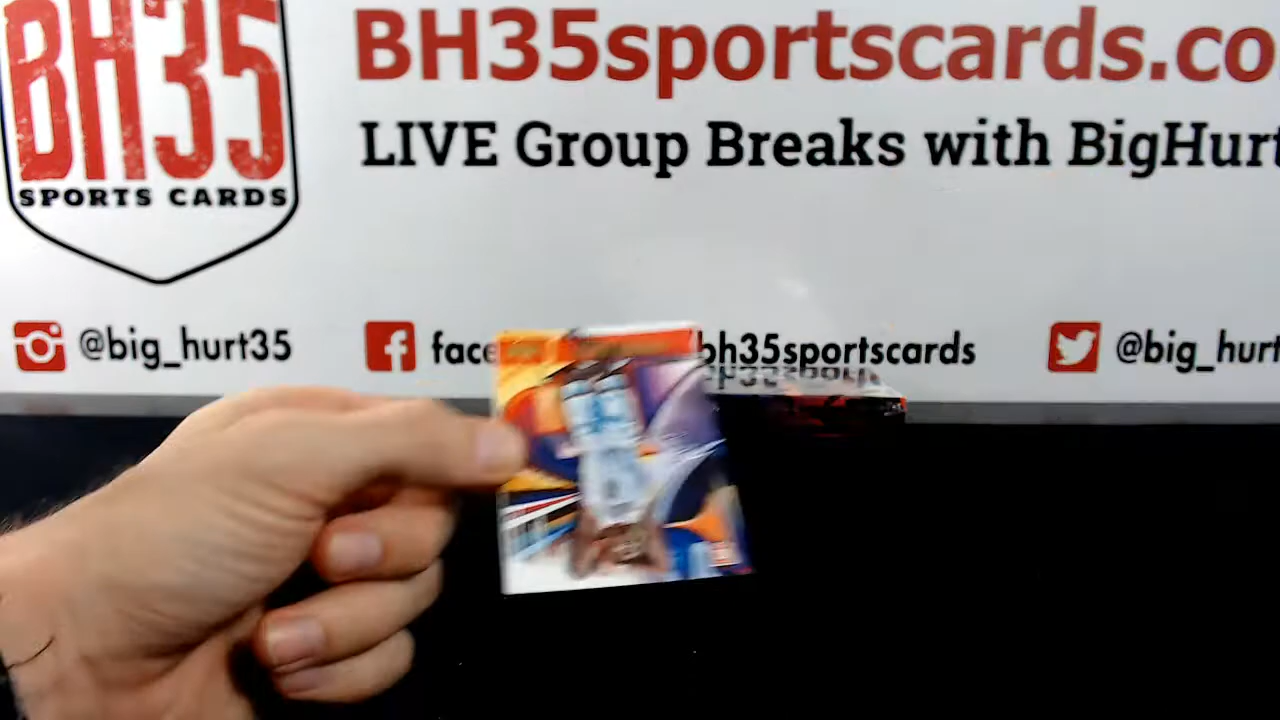 BH35
SPORTS CARDS
BH35sportscards.co
LIVE Group Breaks with BigHurt
@big_hurt35
face
bh35sportscards
@big_hurt